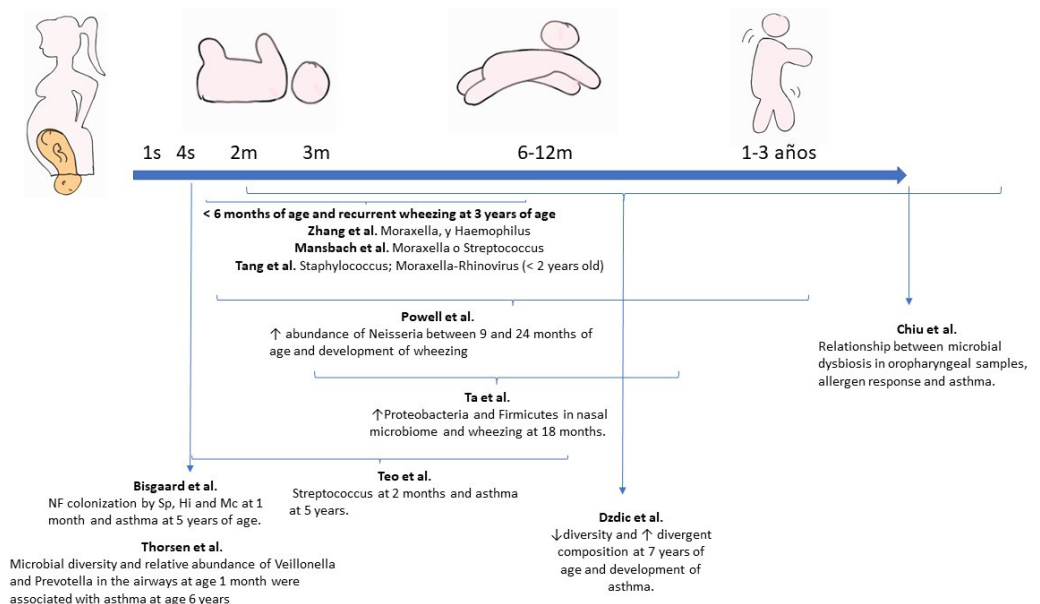 1s 4s 2m 3m 6-12m 1-3 años
< 6 months of age and recurrent wheezing at 3 years of age
Zhang et al. Moraxella, y Haemophilus
Mansbach et al. Moraxella o Streptococcus
Tang et al. Staphylococcus; Moraxella-Rhinovirus (< 2 years old)
Powell et al.
↑ abundance of Neisseria between 9 and 24 months of
age and development of wheezing
Chiu et al.
Relationship between microbial
dysbiosis in oropharyngeal samples,
allergen response and asthma.
Ta et al.
↑Proteobacteria and Firmicutes in nasal
microbiome and wheezing at 18 months.
Teo et al.
Streptococcus at 2 months and asthma
at 5 years.
Bisgaard et al.
NF colonization by Sp, Hi and Mc at 1
month and asthma at 5 years of age.
Dzdic et al.
↓diversity and ↑ divergent
composition at 7 years of
age and development of
asthma.
Thorsen et al.
Microbial diversity and relative abundance of Veillonella
and Prevotella in the airways at age 1 month were
associated with asthma at age 6 years